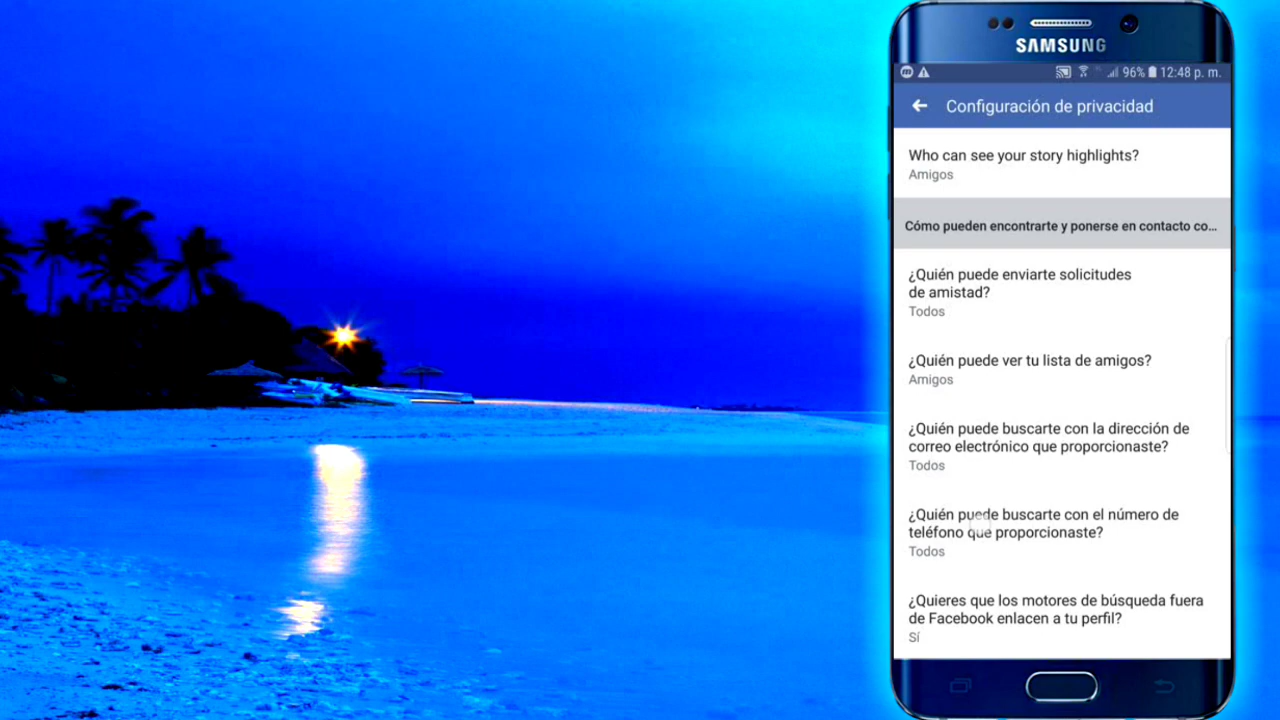 SAMSUNG
96% 12:48 p. m.
Configuración de privacidad
Who can see your story highlights?
Amigos
Cómo pueden encontrarte y ponerse en contacto co...
¿Quién puede enviarte solicitudes
de amistad?
Todos
¿Quién puede ver tu lista de amigos?
Amigos
¿Quién puede buscarte con la dirección de
correo electrónico que proporcionaste?
Todos
¿Quién puede buscarte con el número de
teléfono que proporcionaste?
Todos
¿Quieres que los motores de búsqueda fuera
de Facebook enlacen a tu perfil?
Sí